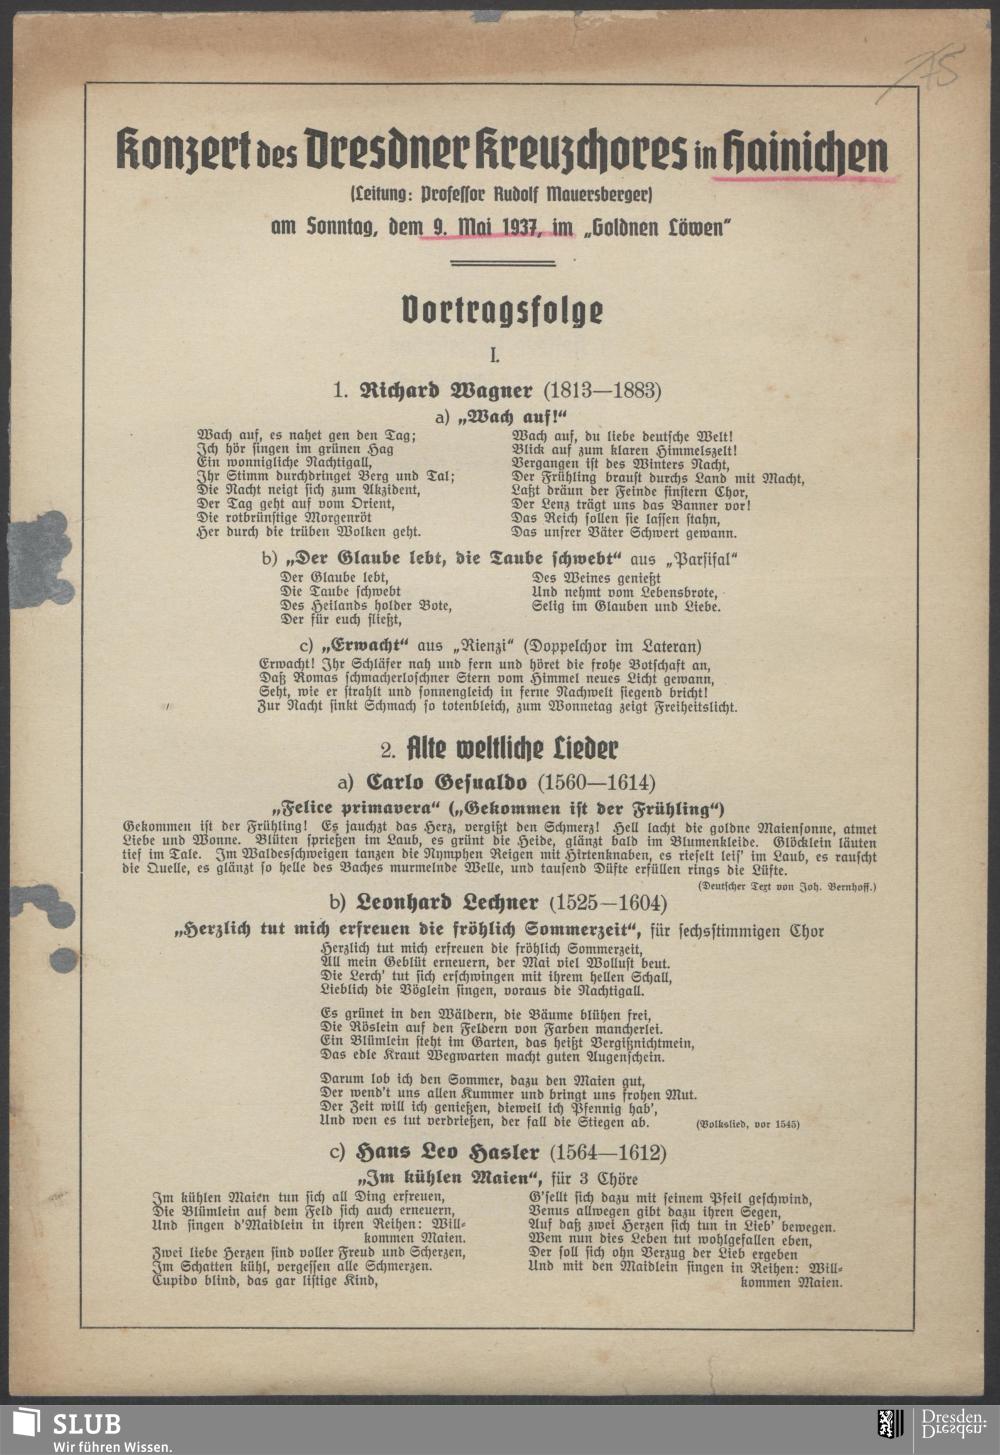 75
Konzert des Dresdner Kreuzchores in Hainichen
(Leitung: Professor Rudolf Mauersberger)
am Sonntag, dem 9. Mai 1937, im „Goldnen Löwen“
Vortragsfolge
I.
1. Richard Wagner (1813—1883)
a) „Wach auf!“
Wach auf, es nahet gen den Tag;
Ich hör singen im grünen Hag
Ein wonnigliche Nachtigall,
Ihr Stimm durchdringet Berg und Tal;
Die Nacht neigt sich zum Akzident,
Der Tag geht auf vom Orient,
Die rotbrünstige Morgenröt
Her durch die trüben Wolken geht.
Wach auf, du liebe deutsche Welt!
Blick auf zum klaren Himmelszelt!
Vergangen ist des Winters Nacht,
Der Frühling braust durchs Land mit Macht,
Laßt dräun der Feinde finstern Chor,
Der Lenz trägt uns das Banner vor!
Das Reich sollen sie lassen stahn,
Das unsrer Väter Schwert gewann.
b) „Der Glaube lebt, die Taube schwebt“ aus „Parsifal“
Der Glaube lebt,
Die Taube schwebt
Des Heilands holder Bote,
Der für euch fließt,
Des Weines genießt
Und nehmt vom Lebensbrote,
Selig im Glauben und Liebe.
c) „Erwacht“ aus „Rienzi“ (Doppelchor im Lateran)
Erwacht! Ihr Schläfer nah und fern und höret die frohe Botschaft an,
Daß Romas schmacherloschner Stern vom Himmel neues Licht gewann,
Seht, wie er strahlt und sonnengleich in ferne Nachwelt siegend bricht!
Zur Nacht sinkt Schmach so totenbleich, zum Wonnetag zeigt Freiheitslicht.
2. Alte weltliche Lieder
a) Carlo Gesualdo (1560—1614)
„Felice primavera“ („Gekommen ist der Frühling“)
Gekommen ist der Frühling! Es jauchzt das Herz, vergißt den Schmerz! Hell lacht die goldne Maiensonne, atmet
Liebe und Wonne. Blüten sprießen im Laub, es grünt die Heide, glänzt bald im Blumenkleide. Glöcklein läuten
tief im Tale. Im Waldesschweigen tanzen die Nymphen Reigen mit Hirtenknaben, es rieselt leis' im Laub, es rauscht
die Quelle, es glänzt so helle des Baches murmelnde Welle, und tausend Düfte erfüllen rings die Lüfte.
(Deutscher Text von Joh. Bernhoff.)
b) Leonhard Lechner (1525—1604)
„Herzlich tut mich erfreuen die fröhlich Sommerzeit“, für sechsstimmigen Chor
Herzlich tut mich erfreuen die fröhlich Sommerzeit,
All mein Geblüt erneuern, der Mai viel Wollust beut.
Die Lerch' tut sich erschwingen mit ihrem hellen Schall,
Lieblich die Vöglein singen, voraus die Nachtigall.
Es grünet in den Wäldern, die Bäume blühen frei,
Die Röslein auf den Feldern von Farben mancherlei.
Ein Blümlein steht im Garten, das heißt Vergißnichtmein,
Das edle Kraut Wegwarten macht guten Augenschein.
Darum lob ich den Sommer, dazu den Maien gut,
Der wend't uns allen Kummer und bringt uns frohen Mut.
Der Zeit will ich genießen, dieweil ich Pfennig hab',
Und wen es tut verdrießen, der fall die Stiegen ab. (Volkslied, vor 1545)
c) Hans Leo Hasler (1564—1612)
„Im kühlen Maien“, für 3 Chöre
Im kühlen Maien tun sich all Ding erfreuen,
Die Blümlein auf dem Feld sich auch erneuern,
Und singen d'Maidlein in ihren Reihen: Will-
kommen Maien.
Zwei liebe Herzen sind voller Freud und Scherzen,
Im Schatten kühl, vergessen alle Schmerzen.
Cupido blind, das gar listige Kind,
G'sellt sich dazu mit seinem Pfeil geschwind,
Venus allwegen gibt dazu ihren Segen,
Auf daß zwei Herzen sich tun in Lieb' bewegen.
Wem nun dies Leben tut wohlgefallen eben,
Der soll sich ohn Verzug der Lieb ergeben
Und mit den Maidlein singen in Reihen: Will-
kommen Maien.
SLUB
Wir führen Wissen.
Dresden.
Dresden.